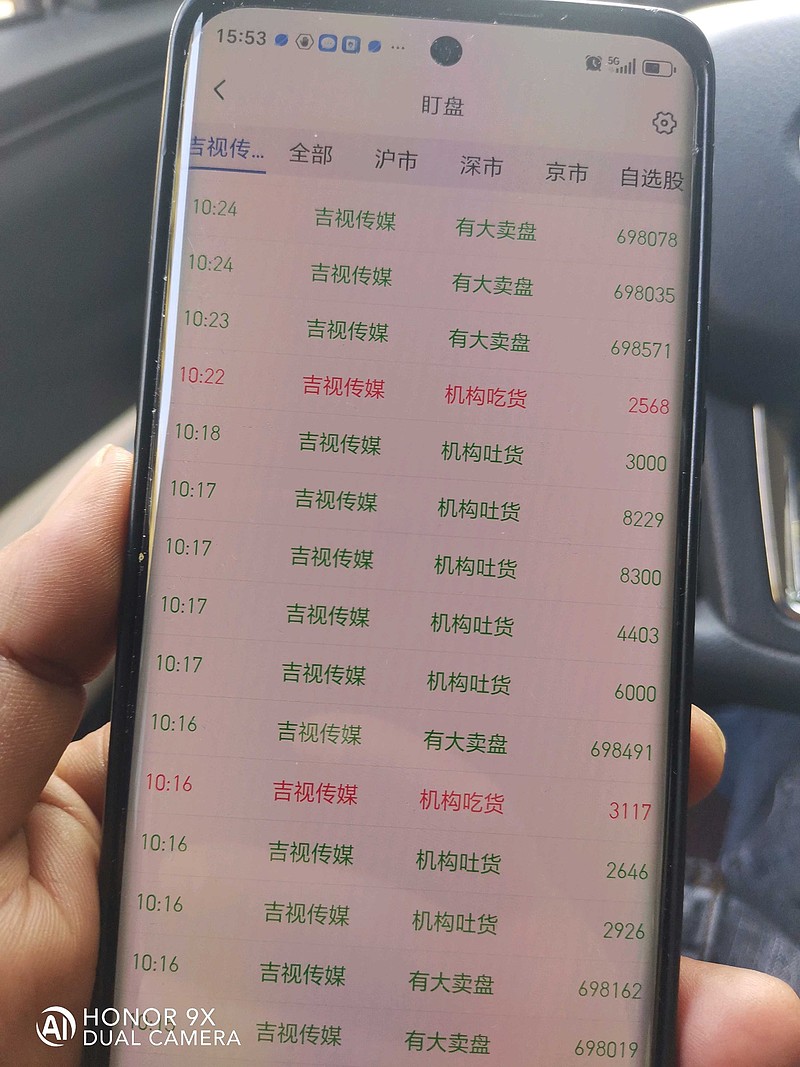 15:53 ... 5G
盯盘
吉视传... 全部 沪市 深市 京市 自选股
10:24 吉视传媒 有大卖盘 698078
10:24 吉视传媒 有大卖盘 698035
10:23 吉视传媒 有大卖盘 698571
10:22 吉视传媒 机构吃货 2568
10:18 吉视传媒 机构吐货 3000
10:17 吉视传媒 机构吐货 8229
10:17 吉视传媒 机构吐货 8300
10:17 吉视传媒 机构吐货 4403
10:17 吉视传媒 机构吐货 6000
10:16 吉视传媒 有大卖盘 698491
10:16 吉视传媒 机构吃货 3117
10:16 吉视传媒 机构吐货 2646
10:16 吉视传媒 机构吐货 2926
10:16 吉视传媒 有大卖盘 698162
吉视传媒 有大卖盘 698019
AI HONOR 9X
DUAL CAMERA